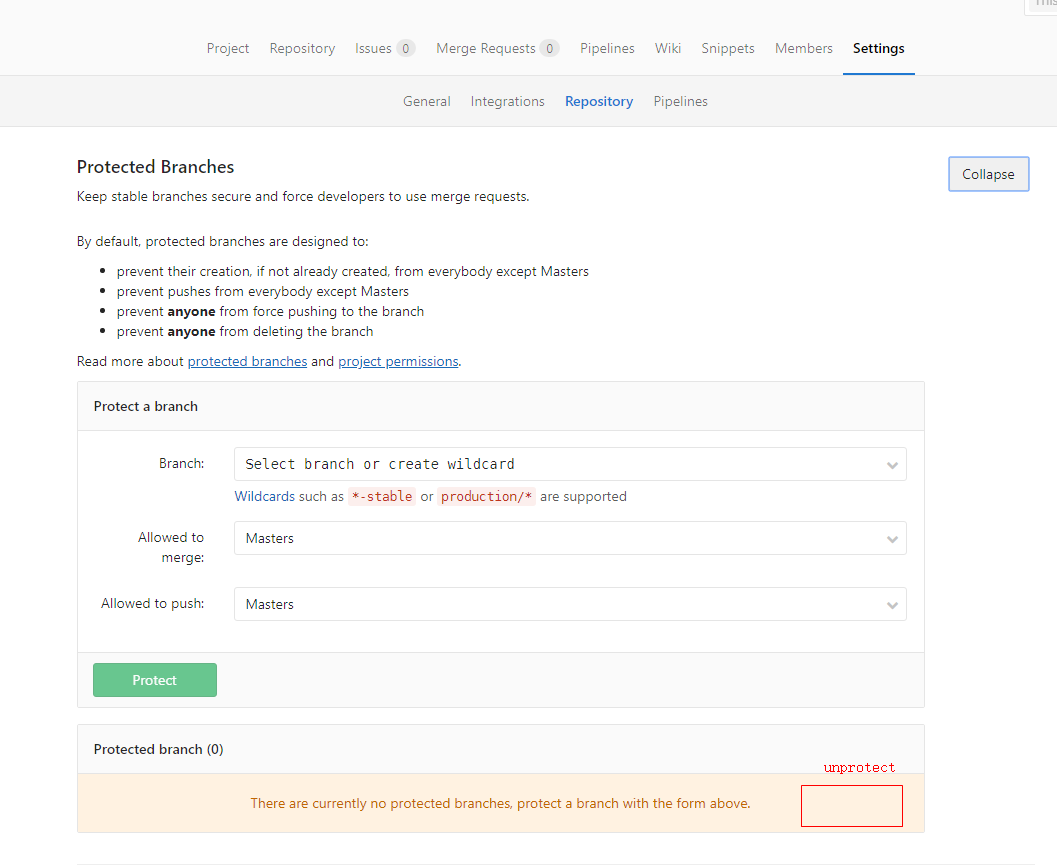 This
Project Repository Issues 0 Merge Requests 0 Pipelines Wiki Snippets Members Settings
General Integrations Repository Pipelines
Protected Branches
Collapse
Keep stable branches secure and force developers to use merge requests.
By default, protected branches are designed to:
prevent their creation, if not already created, from everybody except Masters
prevent pushes from everybody except Masters
prevent anyone from force pushing to the branch
prevent anyone from deleting the branch
Read more about protected branches and project permissions.
Protect a branch
Branch: Select branch or create wildcard
Wildcards such as *-stable or production/* are supported
Allowed to
merge:
Masters
Allowed to push: Masters
Protect
Protected branch (0)
unprotect
There are currently no protected branches, protect a branch with the form above.